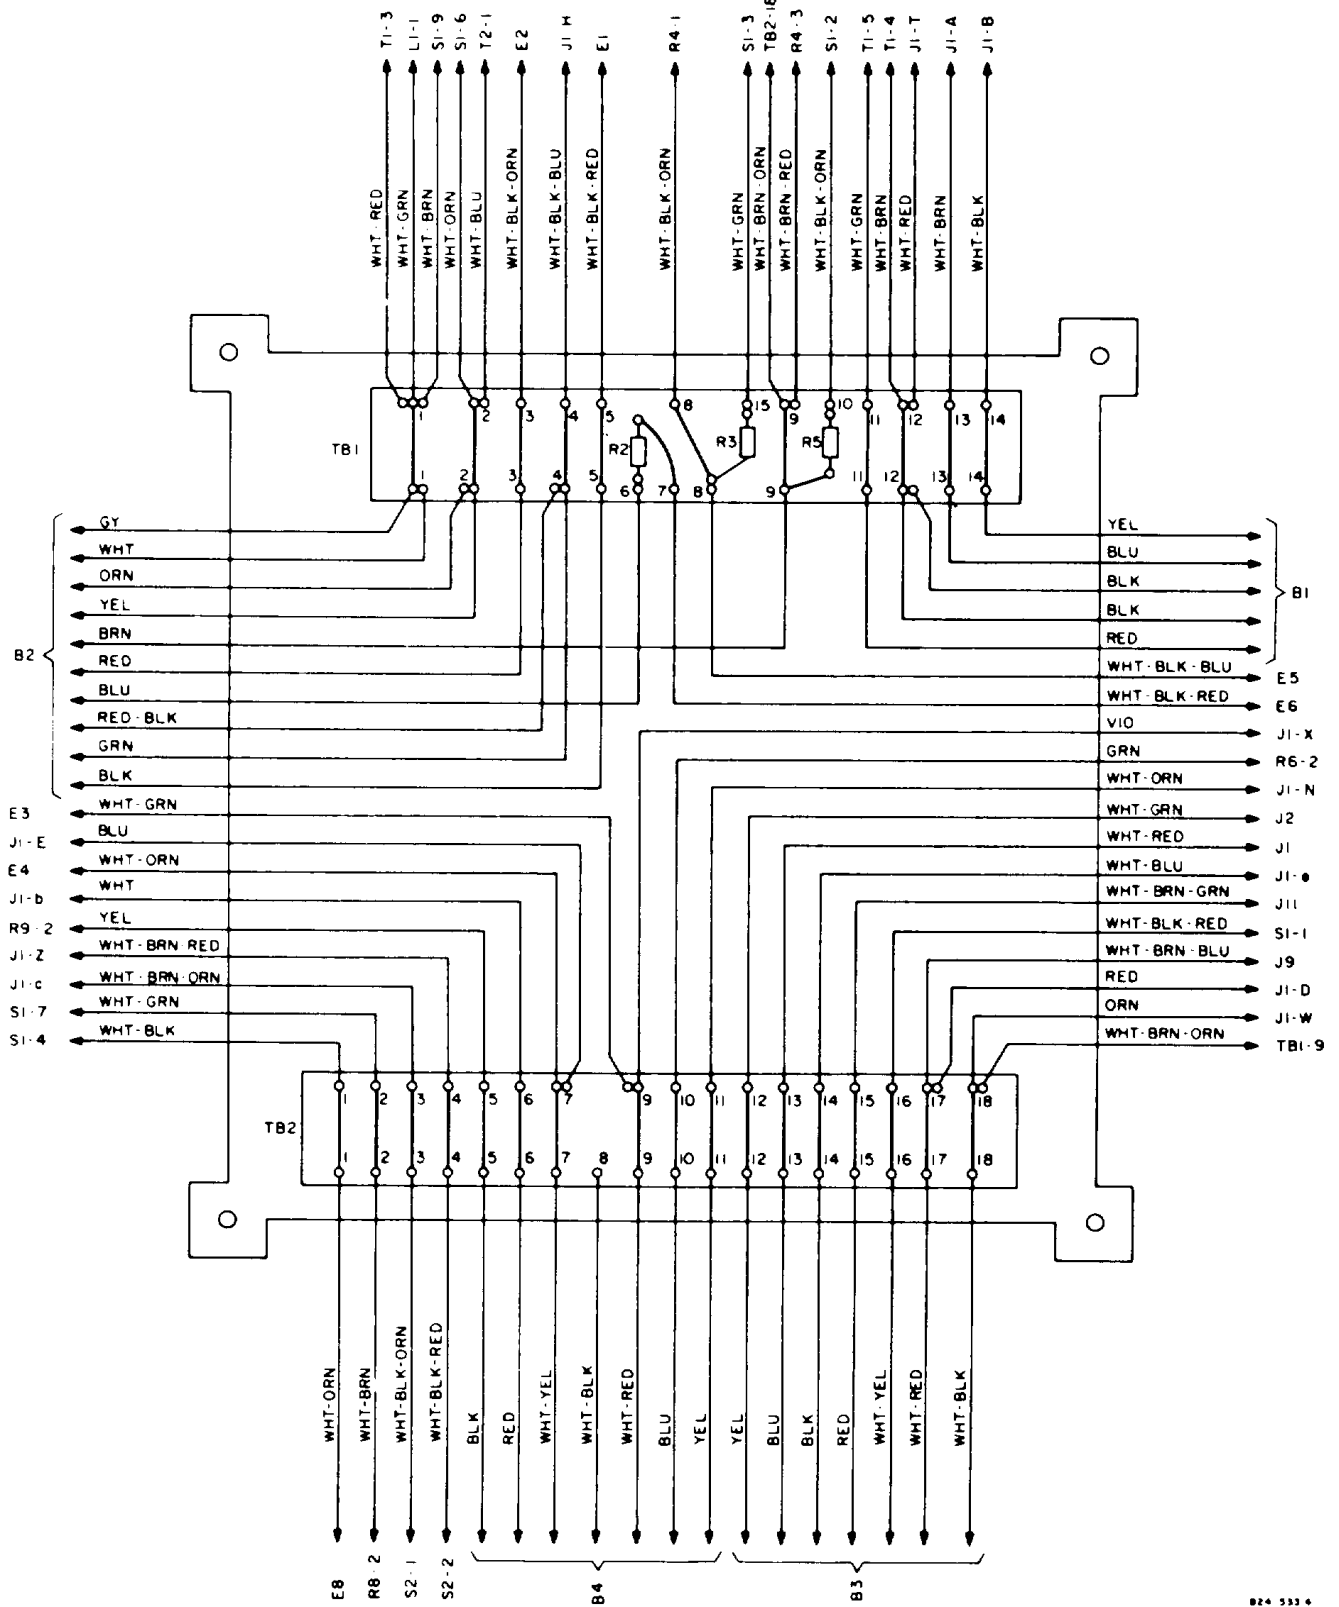 T1-3
L1-1
S1-9
S1-6
T2-1
E2
J1-H
E1
R4-1
S1-3
TB2-18
R4-3
S1-2
T1-5
T1-4
J1-T
J1-A
J1-B
WHT-RED
WHT-GRN
WHT-BRN
WHT-ORN
WHT-BLU
WHT-BLK-ORN
WHT-BLK-BLU
WHT-BLK-RED
WHT-BLK-ORN
WHT-GRN
WHT-BRN-ORN
WHT-BRN-RED
WHT-BLK-ORN
WHT-GRN
WHT-BRN
WHT-RED
WHT-BRN
WHT-BLK
1 2 3 4 5 8 15 9 10 11 12 13 14
TB1 R2 R3 R5
1 2 3 4 5 6 7 8 9 11 12 13 14
B2
GY
WHT
ORN
YEL
BRN
RED
BLU
RED-BLK
GRN
BLK
E3 WHT-GRN
J1-E BLU
E4 WHT-ORN
J1-b WHT
R9-2 YEL
J1-Z WHT-BRN-RED
J1-c WHT-BRN-ORN
S1-7 WHT-GRN
S1-4 WHT-BLK
YEL
BLU
BLK
BLK
RED
B1
WHT-BLK-BLU E5
WHT-BLK-RED E6
VIO J1-X
GRN R6-2
WHT-ORN J1-N
WHT-GRN J2
WHT-RED J1
WHT-BLU J1-e
WHT-BRN-GRN J11
WHT-BLK-RED S1-1
WHT-BRN-BLU J9
RED J1-D
ORN J1-W
WHT-BRN-ORN TB1-9
1 2 3 4 5 6 7 9 10 11 12 13 14 15 16 17 18
TB2
1 2 3 4 5 6 7 8 9 10 11 12 13 14 15 16 17 18
WHT-ORN
WHT-BRN
WHT-BLK-ORN
WHT-BLK-RED
BLK
RED
WHT-YEL
WHT-BLK
WHT-RED
BLU
YEL
YEL
BLU
BLK
RED
WHT-YEL
WHT-RED
WHT-BLK
E8
R8-2
S2-1
S2-2
B4
B3
824 533 4